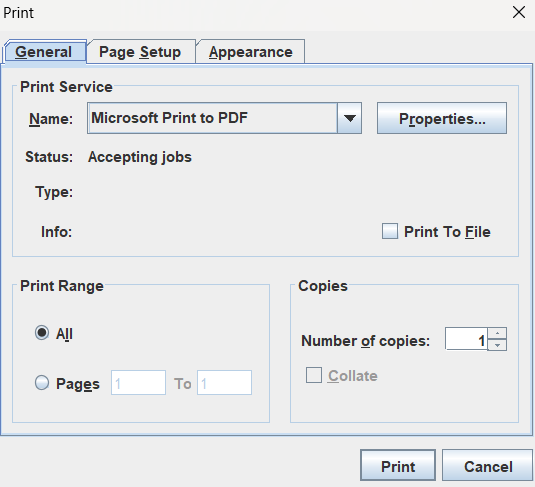 Print
General Page Setup Appearance
Print Service
Name: Microsoft Print to PDF Properties...
Status: Accepting jobs
Type:
Info: Print To File
Print Range
All
Pages 1 To 1
Copies
Number of copies: 1
Collate
Print Cancel